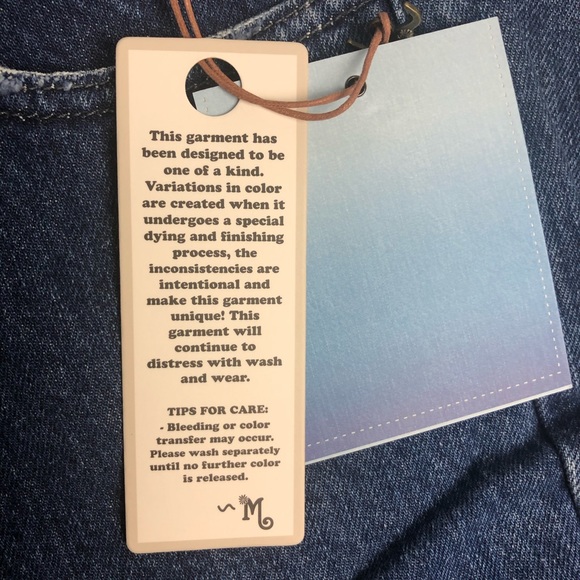 This garment has
been designed to be
one of a kind.
Variations in color
are created when it
undergoes a special
dying and finishing
process, the
inconsistencies are
intentional and
make this garment
unique! This
garment will
continue to
distress with wash
and wear.
TIPS FOR CARE:
- Bleeding or color
transfer may occur.
Please wash separately
until no further color
is released.
~ M